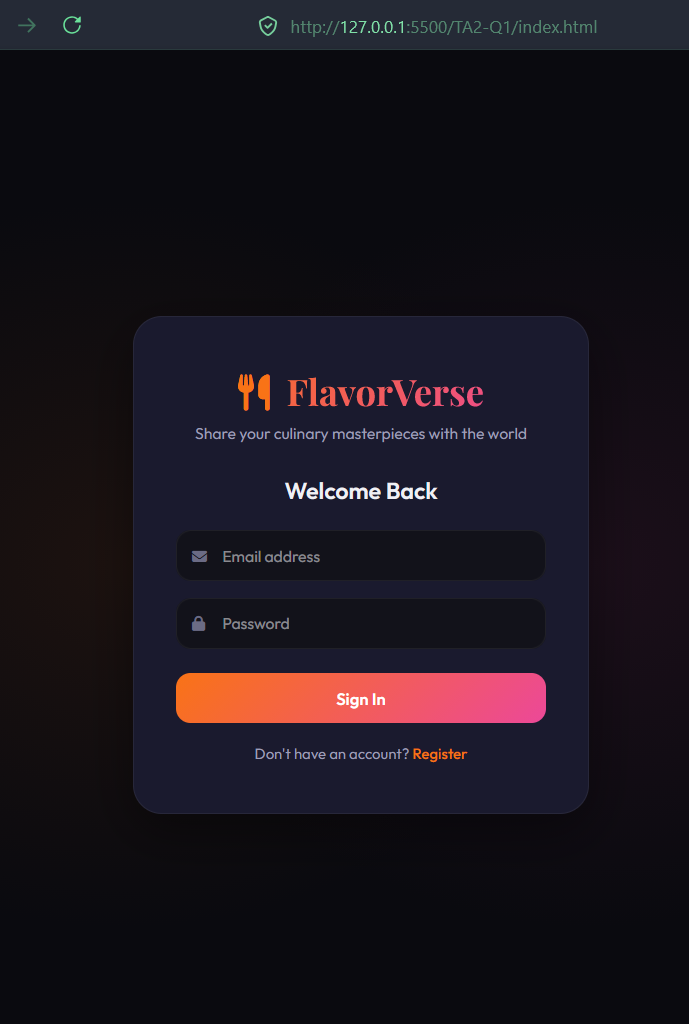 http://127.0.0.1:5500/TA2-Q1/index.html
FlavorVerse
Share your culinary masterpieces with the world
Welcome Back
Email address
Password
Sign In
Don't have an account? Register